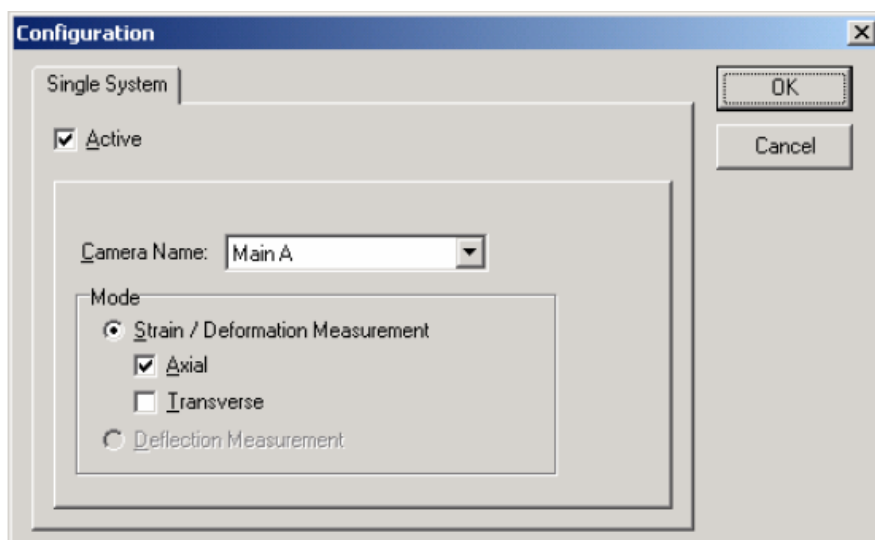 Configuration
Single System
OK
Active
Cancel
Camera Name: Main A
Mode
Strain / Deformation Measurement
Axial
Transverse
Deflection Measurement